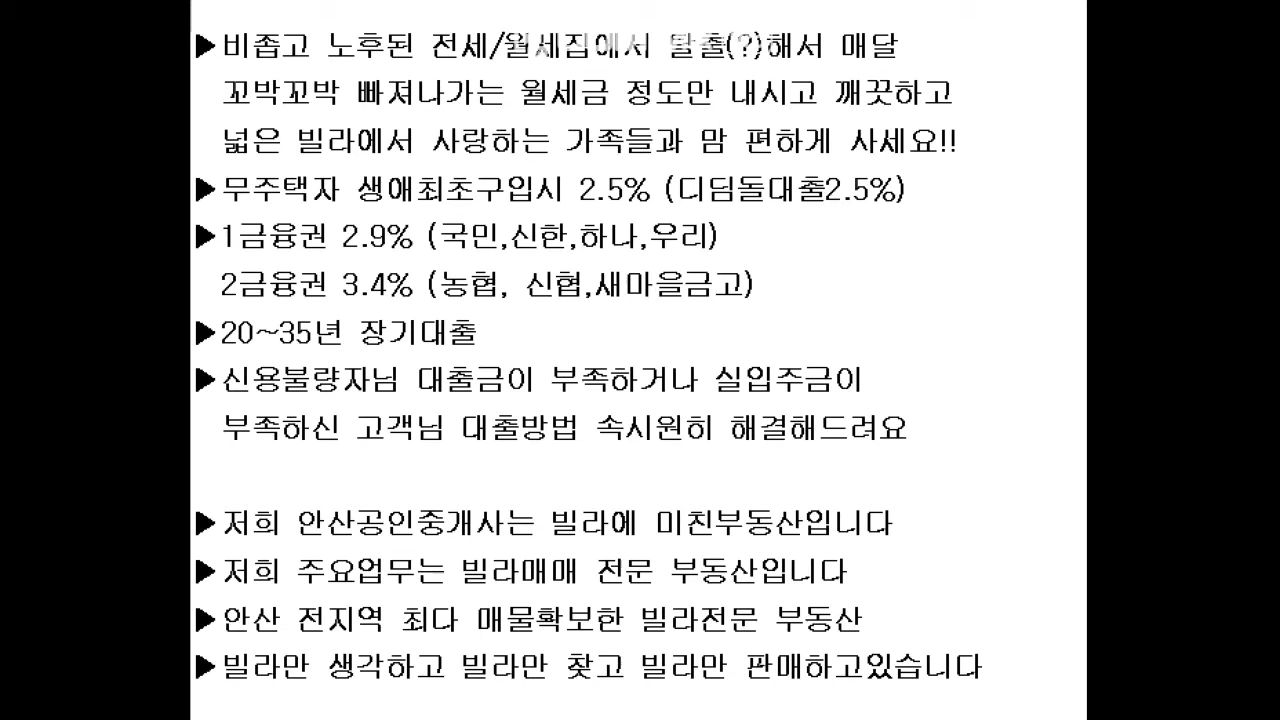 ▶비좁고 노후된 전세/월세집에서 탈출(?)해서 매달
꼬박꼬박 빠져나가는 월세금 정도만 내시고 깨끗하고
넓은 빌라에서 사랑하는 가족들과 맘 편하게 사세요!!
▶무주택자 생애최초구입시 2.5% (디딤돌대출2.5%)
▶1금융권 2.9% (국민,신한,하나,우리)
2금융권 3.4% (농협, 신협,새마을금고)
▶20~35년 장기대출
▶신용불량자님 대출금이 부족하거나 실입주금이
부족하신 고객님 대출방법 속시원히 해결해드려요
▶저희 안산공인중개사는 빌라에 미친부동산입니다
▶저희 주요업무는 빌라매매 전문 부동산입니다
▶안산 전지역 최다 매물확보한 빌라전문 부동산
▶빌라만 생각하고 빌라만 찾고 빌라만 판매하고있습니다